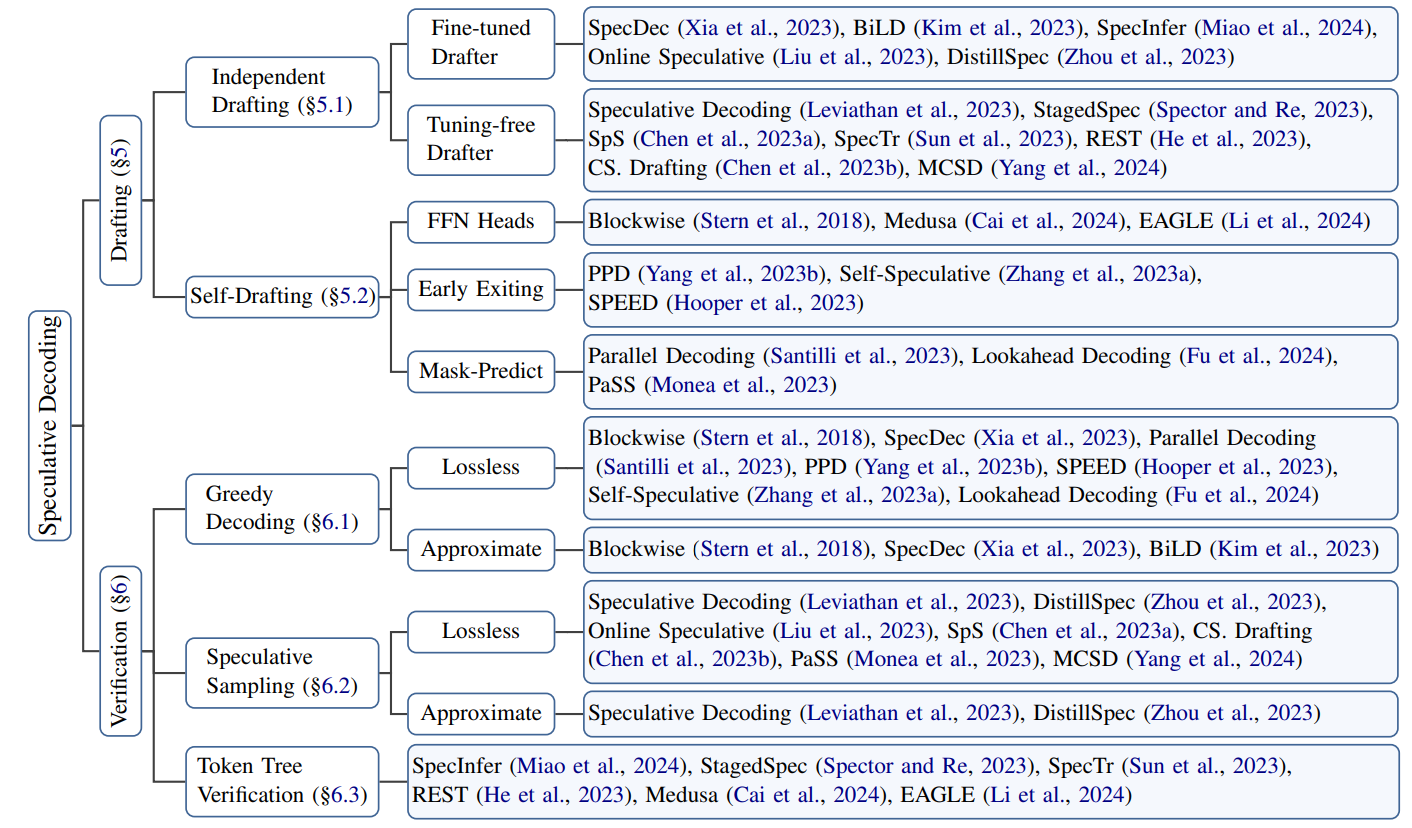 Speculative Decoding
Drafting (§5)
Independent
Drafting (§5.1)
Fine-tuned
Drafter
SpecDec (Xia et al., 2023), BiLD (Kim et al., 2023), SpecInfer (Miao et al., 2024),
Online Speculative (Liu et al., 2023), DistillSpec (Zhou et al., 2023)
Tuning-free
Drafter
Speculative Decoding (Leviathan et al., 2023), StagedSpec (Spector and Re, 2023),
SpS (Chen et al., 2023a), SpecTr (Sun et al., 2023), REST (He et al., 2023),
CS. Drafting (Chen et al., 2023b), MCSD (Yang et al., 2024)
Self-Drafting (§5.2)
FFN Heads
Blockwise (Stern et al., 2018), Medusa (Cai et al., 2024), EAGLE (Li et al., 2024)
Early Exiting
PPD (Yang et al., 2023b), Self-Speculative (Zhang et al., 2023a),
SPEED (Hooper et al., 2023)
Mask-Predict
Parallel Decoding (Santilli et al., 2023), Lookahead Decoding (Fu et al., 2024),
PaSS (Monea et al., 2023)
Verification (§6)
Greedy
Decoding (§6.1)
Lossless
Blockwise (Stern et al., 2018), SpecDec (Xia et al., 2023), Parallel Decoding
(Santilli et al., 2023), PPD (Yang et al., 2023b), SPEED (Hooper et al., 2023),
Self-Speculative (Zhang et al., 2023a), Lookahead Decoding (Fu et al., 2024)
Approximate
Blockwise (Stern et al., 2018), SpecDec (Xia et al., 2023), BiLD (Kim et al., 2023)
Speculative
Sampling (§6.2)
Lossless
Speculative Decoding (Leviathan et al., 2023), DistillSpec (Zhou et al., 2023),
Online Speculative (Liu et al., 2023), SpS (Chen et al., 2023a), CS. Drafting
(Chen et al., 2023b), PaSS (Monea et al., 2023), MCSD (Yang et al., 2024)
Approximate
Speculative Decoding (Leviathan et al., 2023), DistillSpec (Zhou et al., 2023)
Token Tree
Verification (§6.3)
SpecInfer (Miao et al., 2024), StagedSpec (Spector and Re, 2023), SpecTr (Sun et al., 2023),
REST (He et al., 2023), Medusa (Cai et al., 2024), EAGLE (Li et al., 2024)